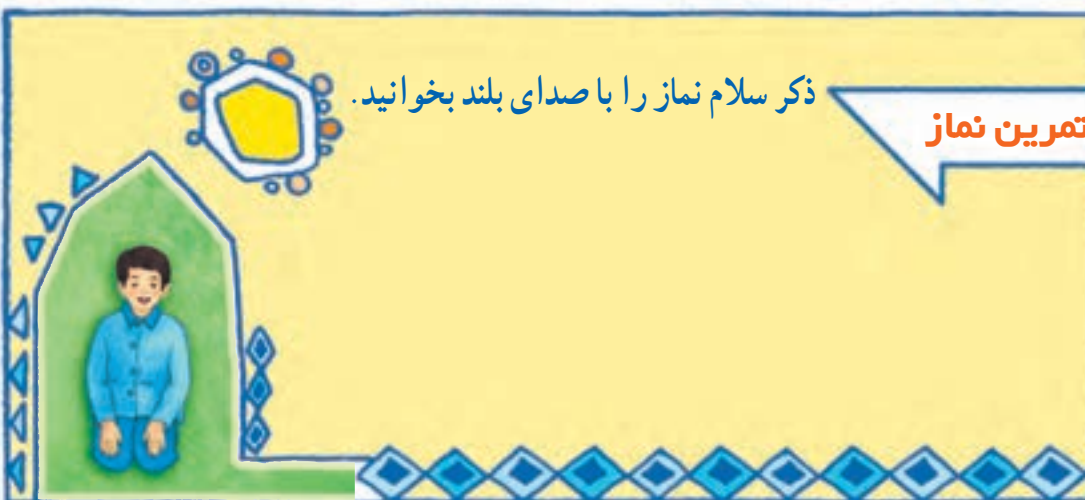 تمرین نماز
ذکر سلام نماز را با صدای بلند بخوانید.